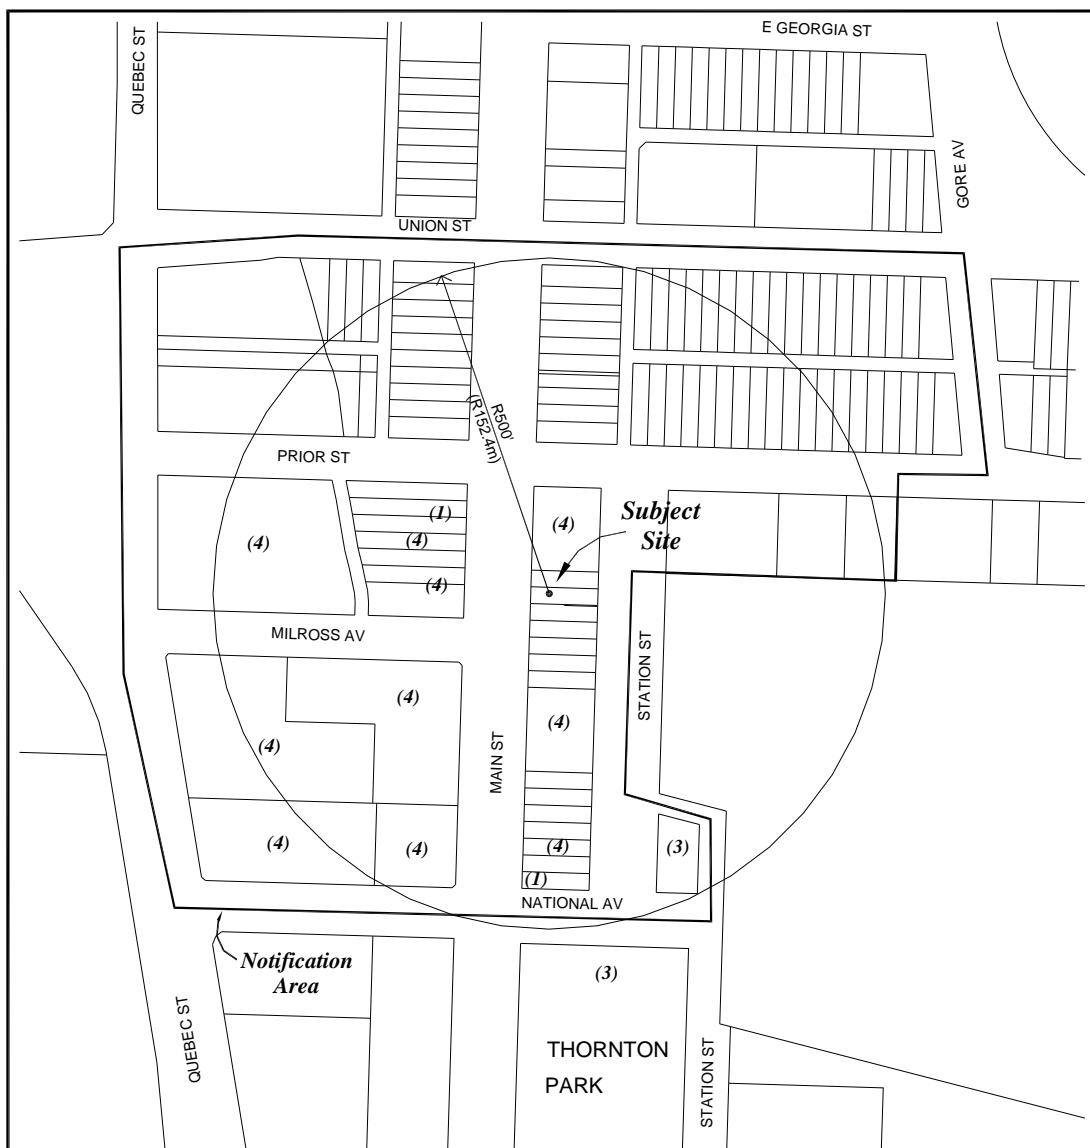 E GEORGIA ST
QUEBEC ST
GORE AV
UNION ST
R500'
(R152.4m)
PRIOR ST
(1)
(4)
(4)
(4)
(4)
Subject
Site
MILROSS AV
STATION ST
(4)
(4)
(4)
MAIN ST
(4)
(4)
(4)
(3)
(1)
NATIONAL AV
Notification
Area
(3)
QUEBEC ST
THORNTON
PARK
STATION ST